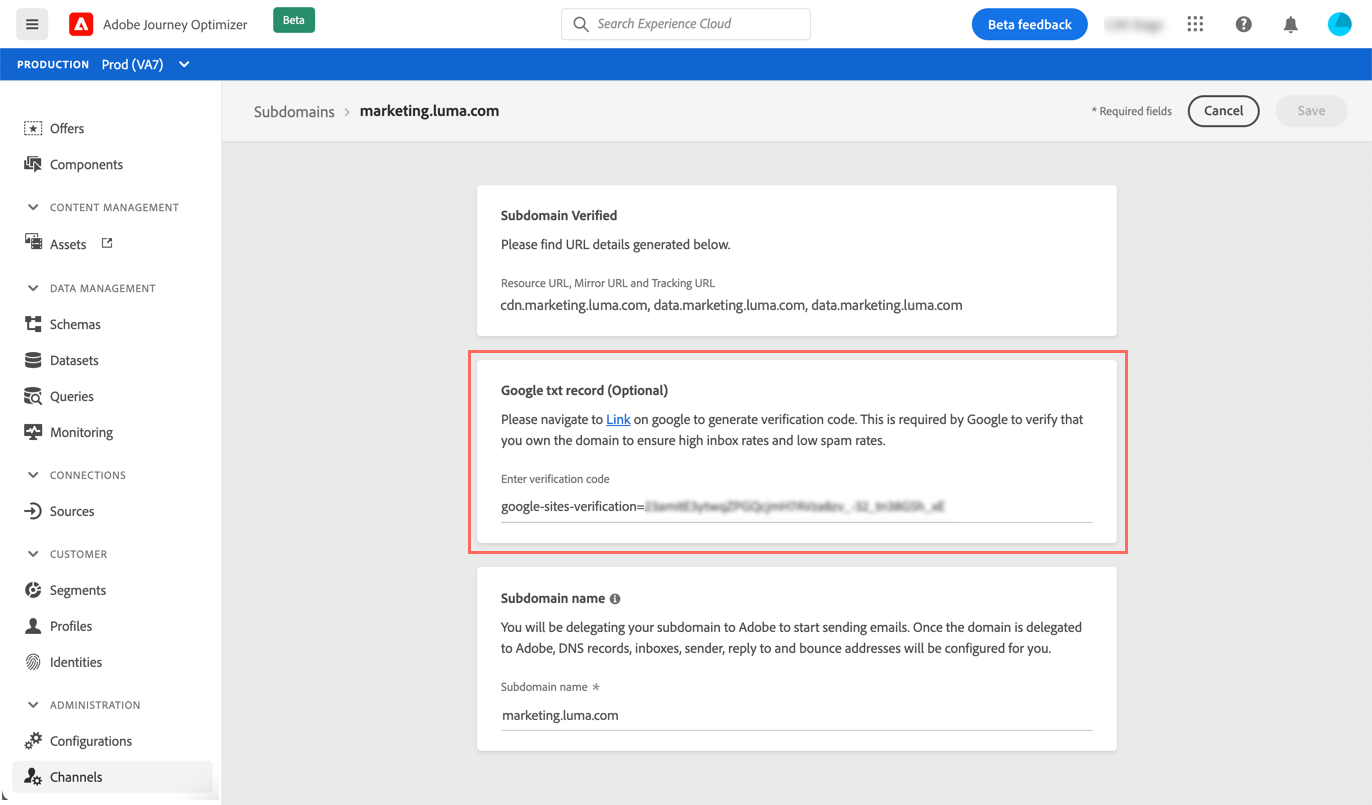 Adobe Journey Optimizer
Beta
Search Experience Cloud
Beta feedback
PRODUCTION Prod (VA7)
Offers
Components
CONTENT MANAGEMENT
Assets
DATA MANAGEMENT
Schemas
Datasets
Queries
Monitoring
CONNECTIONS
Sources
CUSTOMER
Segments
Profiles
Identities
ADMINISTRATION
Configurations
Channels
Subdomains > marketing.luma.com
* Required fields
Cancel
Save
Subdomain Verified
Please find URL details generated below.
Resource URL, Mirror URL and Tracking URL
cdn.marketing.luma.com, data.marketing.luma.com, data.marketing.luma.com
Google txt record (Optional)
Please navigate to Link on google to generate verification code. This is required by Google to verify that
you own the domain to ensure high inbox rates and low spam rates.
Enter verification code
google-sites-verification=
Subdomain name
You will be delegating your subdomain to Adobe to start sending emails. Once the domain is delegated
to Adobe, DNS records, inboxes, sender, reply to and bounce addresses will be configured for you.
Subdomain name *
marketing.luma.com